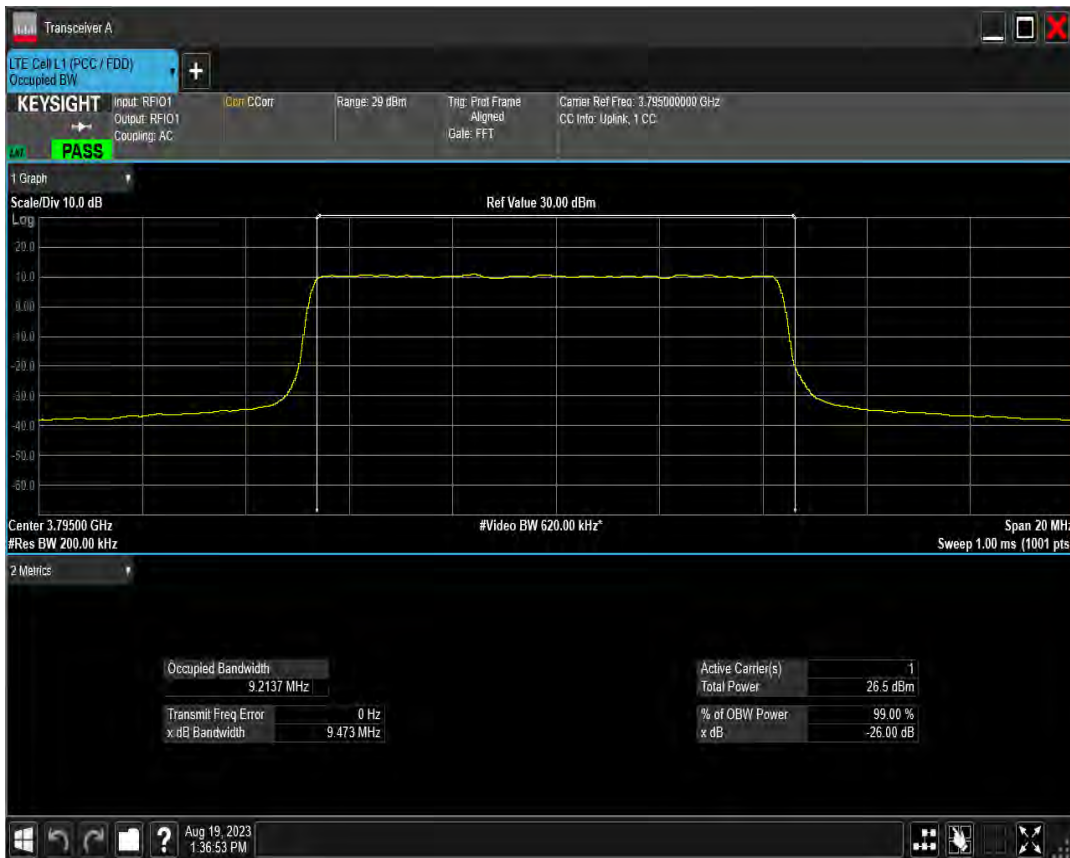 Transceiver A
LTE Cell L1 (PCC / FDD)
Occupied BW
+
KEYSIGHT
Input: RFIO1
Output: RFIO1
Coupling: AC
Corr CCorr
Range: 29 dBm
Trig: Prot Frame
Aligned
Gate: FFT
Carrier Ref Freq: 3.795000000 GHz
CC Info: Uplink, 1 CC
PASS
1 Graph
Scale/Div 10.0 dB
Ref Value 30.00 dBm
Log
20.0
10.0
0.00
-10.0
-20.0
-30.0
-40.0
-50.0
-60.0
Center 3.79500 GHz
#Video BW 620.00 kHz*
Span 20 MHz
#Res BW 200.00 kHz
Sweep 1.00 ms (1001 pts
2 Metrics
Occupied Bandwidth
9.2137 MHz
Transmit Freq Error 0 Hz
x dB Bandwidth 9.473 MHz
Active Carrier(s) 1
Total Power 26.5 dBm
% of OBW Power 99.00 %
x dB -26.00 dB
?
Aug 19, 2023
1:36:53 PM